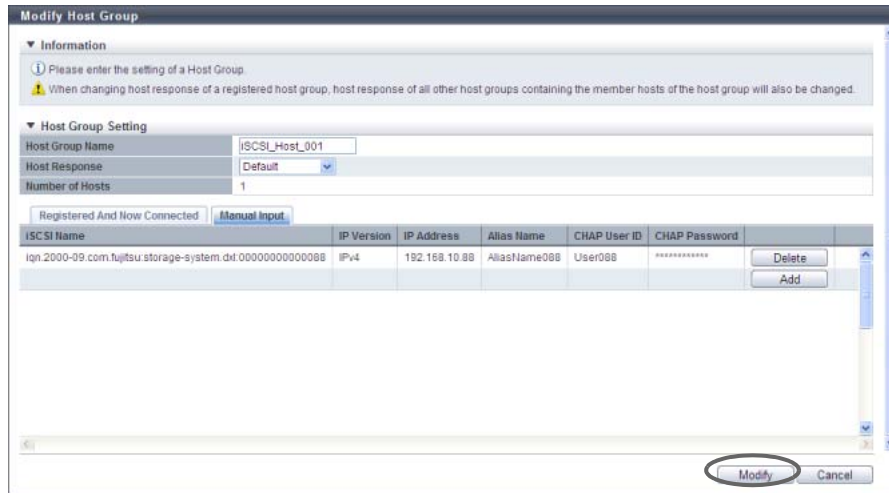 Modify Host Group
Information
Please enter the setting of a Host Group.
When changing host response of a registered host group, host response of all other host groups containing the member hosts of the host group will also be changed.
Host Group Setting
Host Group Name iSCSI_Host_001
Host Response Default
Number of Hosts 1
Registered And Now Connected Manual Input
iSCSI Name IP Version IP Address Alias Name CHAP User ID CHAP Password
iqn.2000-09.com.fujitsu:storage-system.dxl:00000000000088 IPv4 192.168.10.88 AliasName088 User088 ************ Delete
Add
Modify Cancel